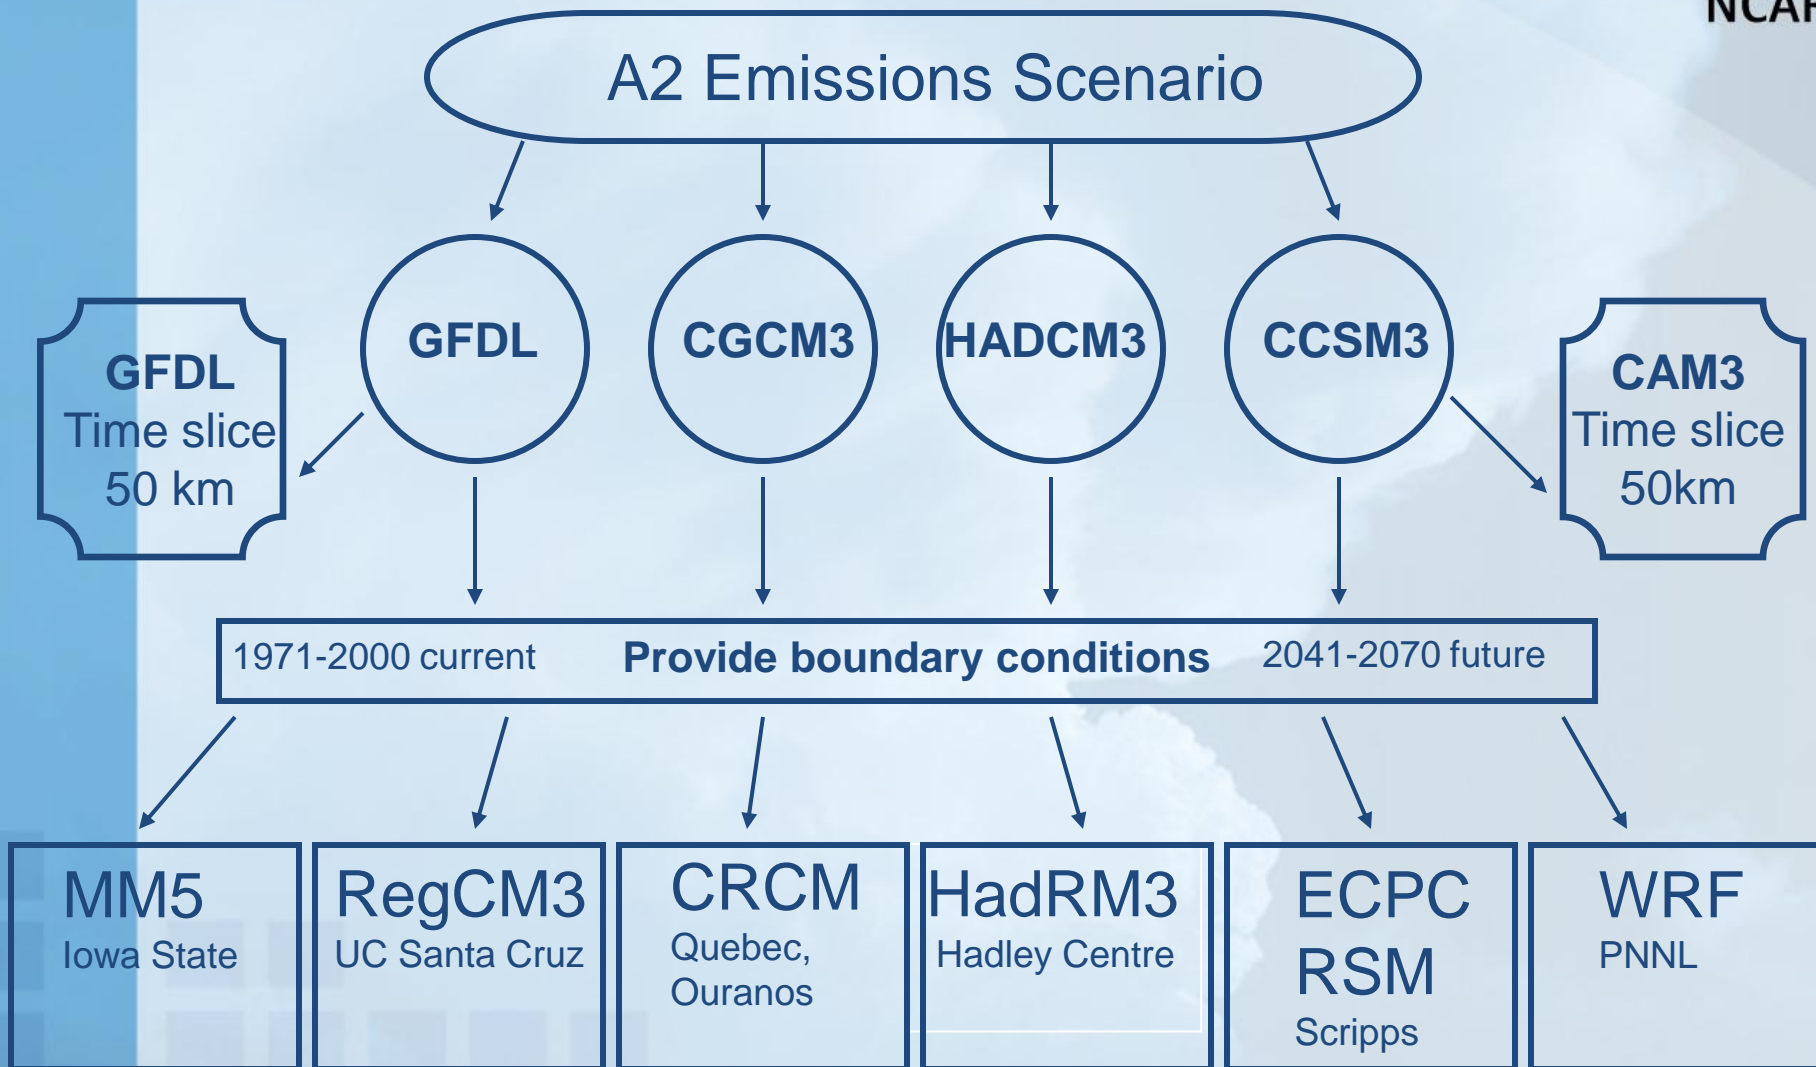 A2 Emissions Scenario
GFDL
CGCM3
HADCM3
CCSM3
GFDL
Time slice
50 km
CAM3
Time slice
50km
1971-2000 current
Provide boundary conditions
2041-2070 future
MM5
Iowa State
RegCM3
UC Santa Cruz
CRCM
Quebec,
Ouranos
HadRM3
Hadley Centre
ECPC
RSM
Scripps
WRF
PNNL